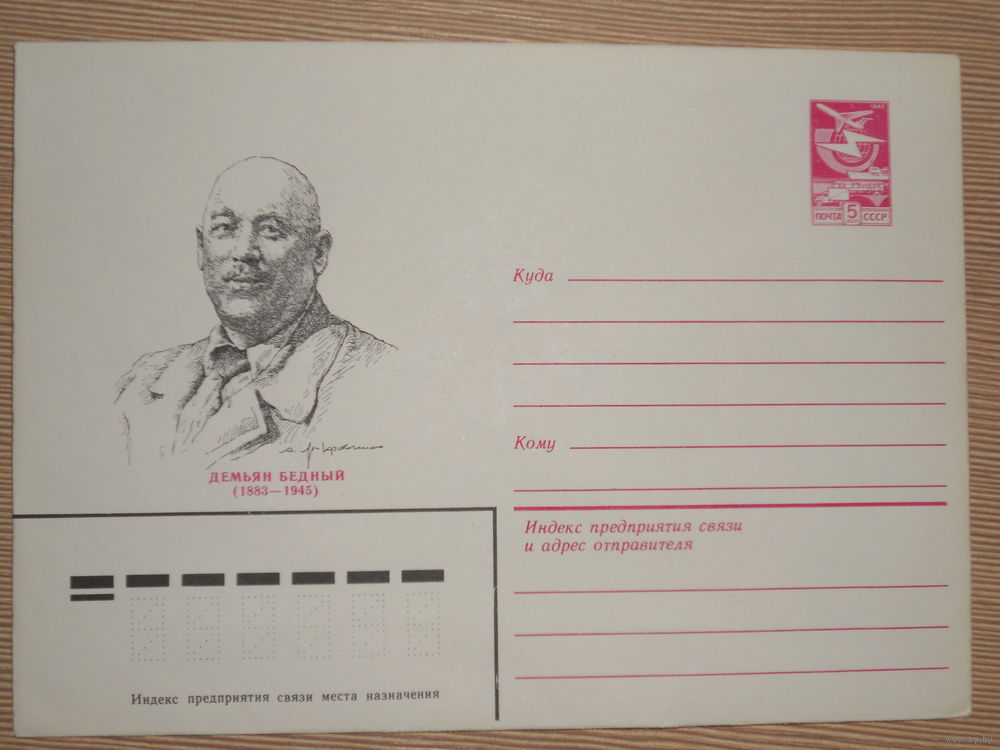 1982
ПОЧТА 5 СССР
Куда
Кому
ДЕМЬЯН БЕДНЫЙ
(1883—1945)
Индекс предприятия связи
и адрес отправителя
Индекс предприятия связи места назначения